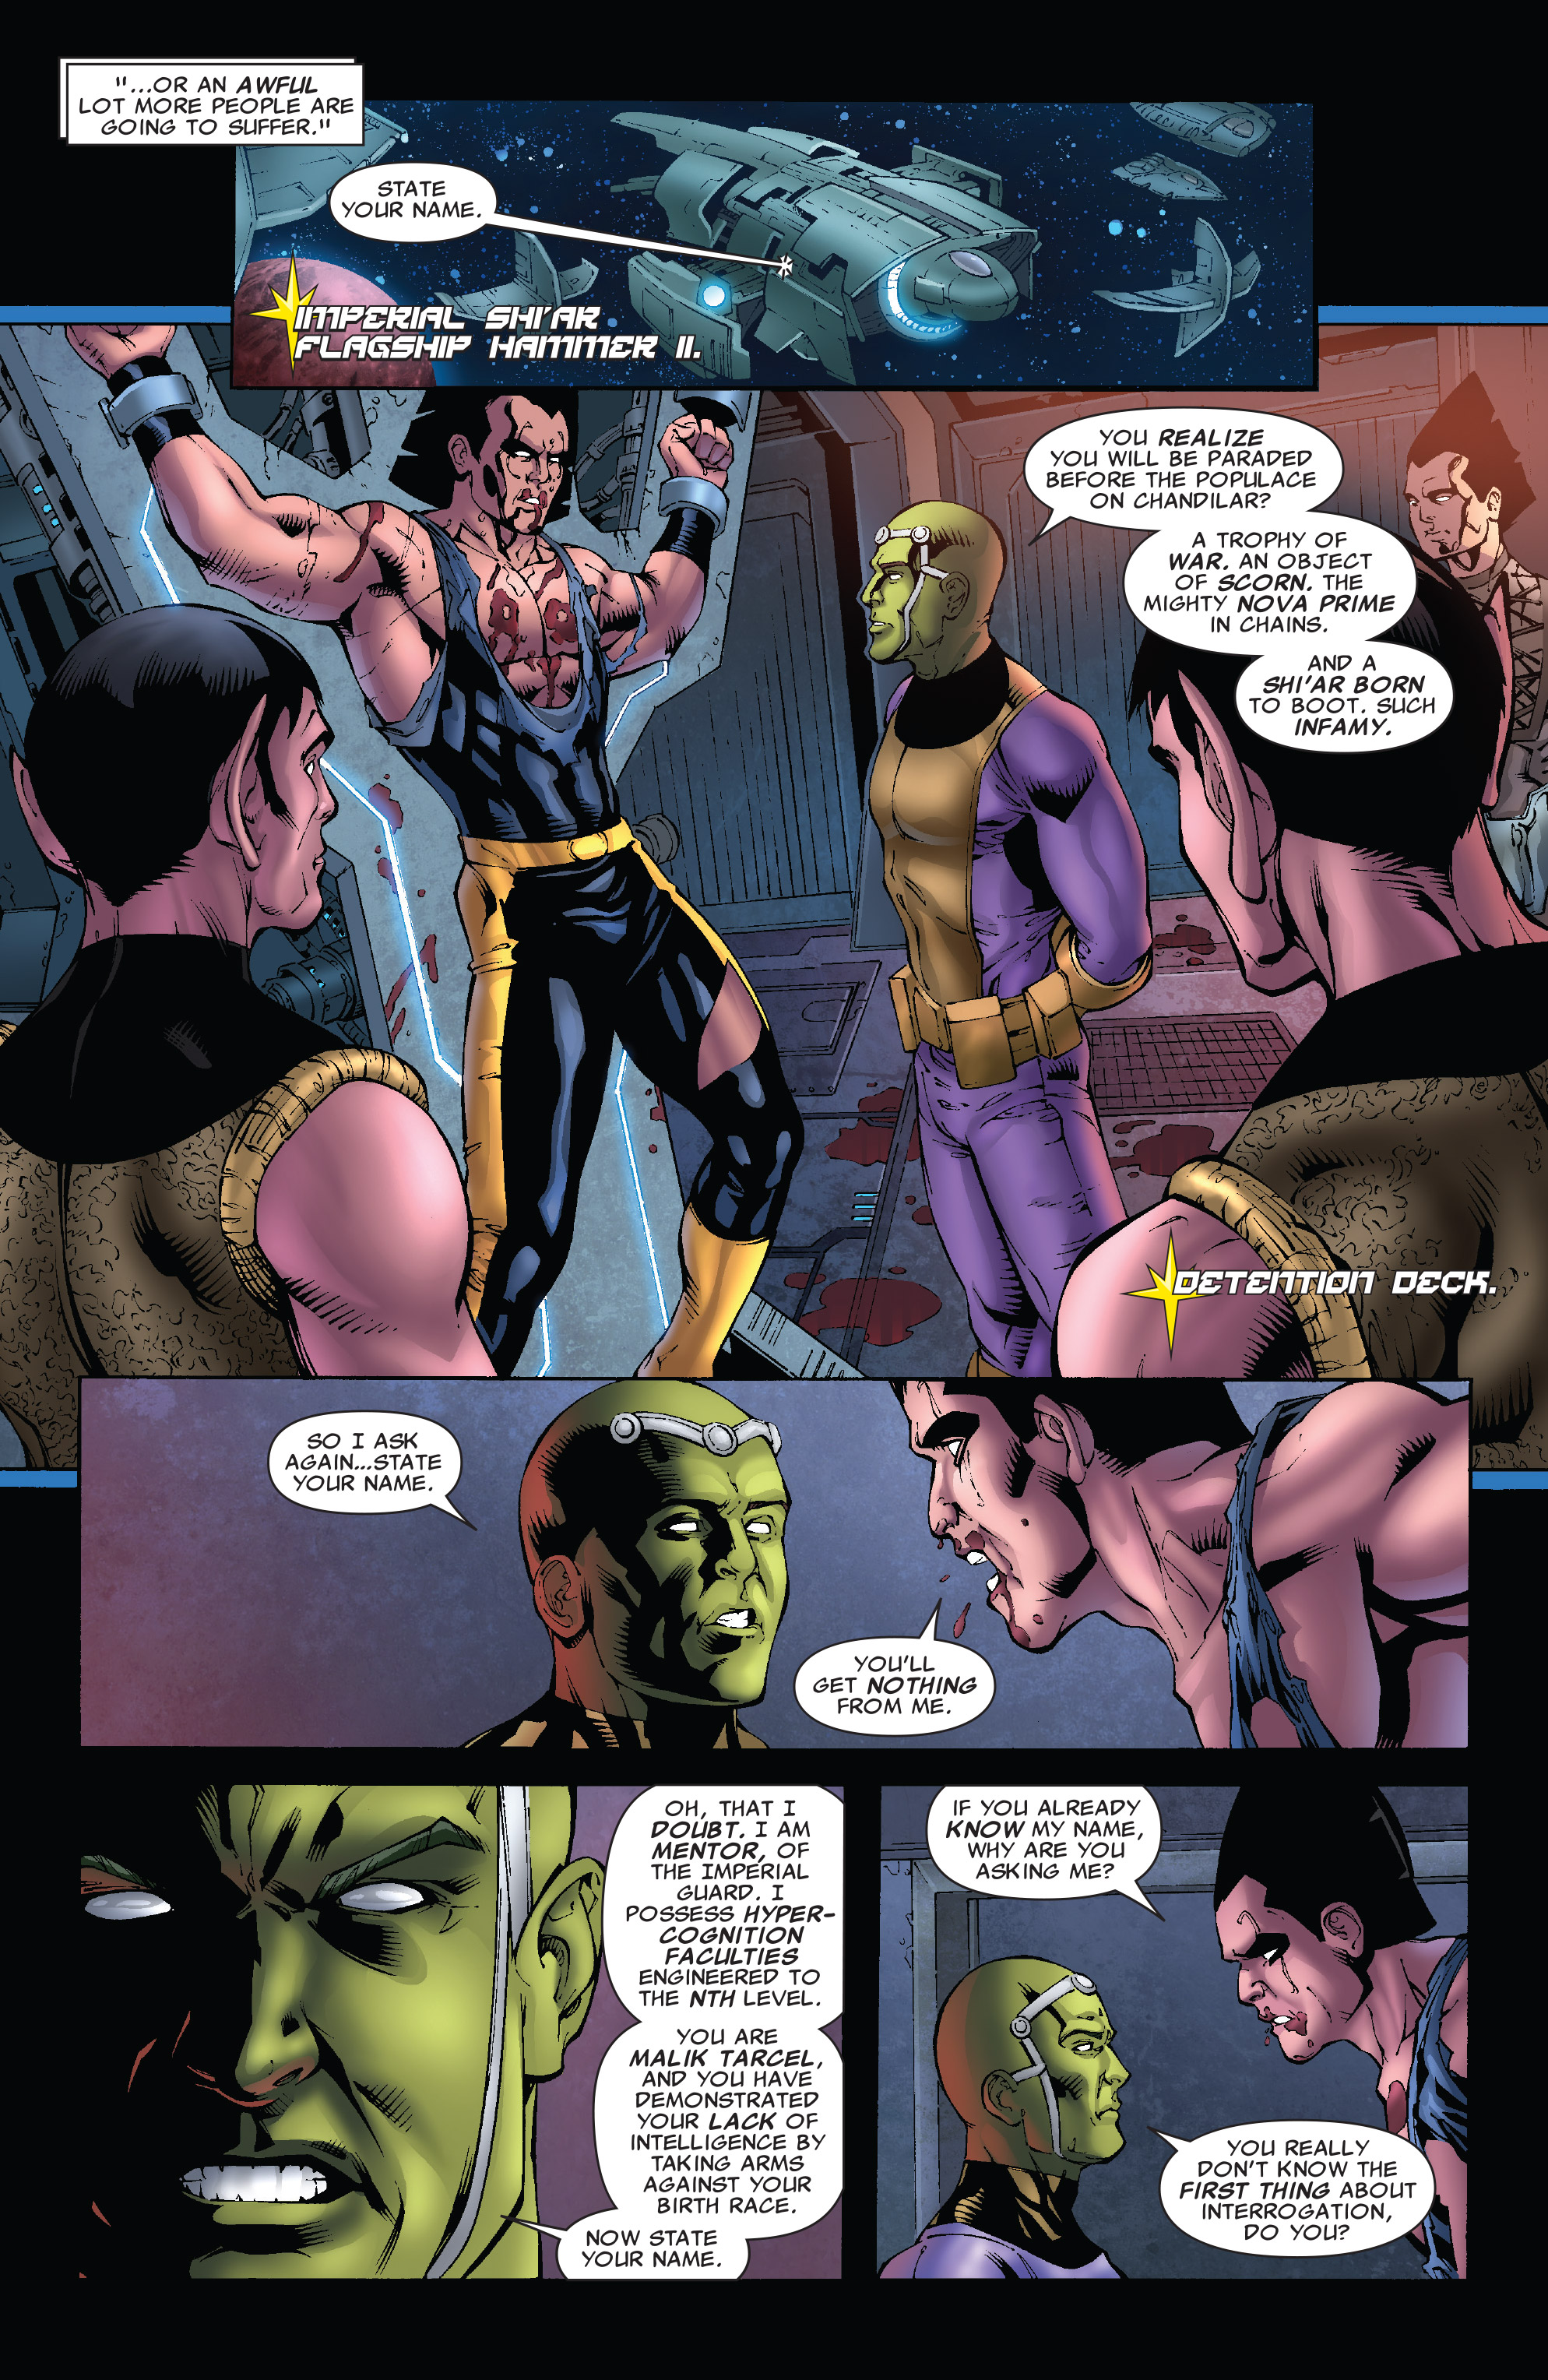 "...OR AN AWFUL
LOT MORE PEOPLE ARE
GOING TO SUFFER."
STATE
YOUR NAME.
IMPERIAL SHI'AR
FLAGSHIP HAMMER II.
YOU REALIZE
YOU WILL BE PARADED
BEFORE THE POPULACE
ON CHANDILAR?
A TROPHY OF
WAR. AN OBJECT
OF SCORN. THE
MIGHTY NOVA PRIME
IN CHAINS.
AND A
SHI'AR BORN
TO BOOT. SUCH
INFAMY.
DETENTION DECK.
SO I ASK
AGAIN...STATE
YOUR NAME.
YOU'LL
GET NOTHING
FROM ME.
OH, THAT I
DOUBT. I AM
MENTOR, OF
THE IMPERIAL
GUARD. I
POSSESS HYPER-
COGNITION
FACULTIES
ENGINEERED TO
THE NTH LEVEL.
YOU ARE
MALIK TARCEL,
AND YOU HAVE
DEMONSTRATED
YOUR LACK OF
INTELLIGENCE BY
TAKING ARMS
AGAINST YOUR
BIRTH RACE.
NOW STATE
YOUR NAME.
IF YOU ALREADY
KNOW MY NAME,
WHY ARE YOU
ASKING ME?
YOU REALLY
DON'T KNOW THE
FIRST THING ABOUT
INTERROGATION,
DO YOU?